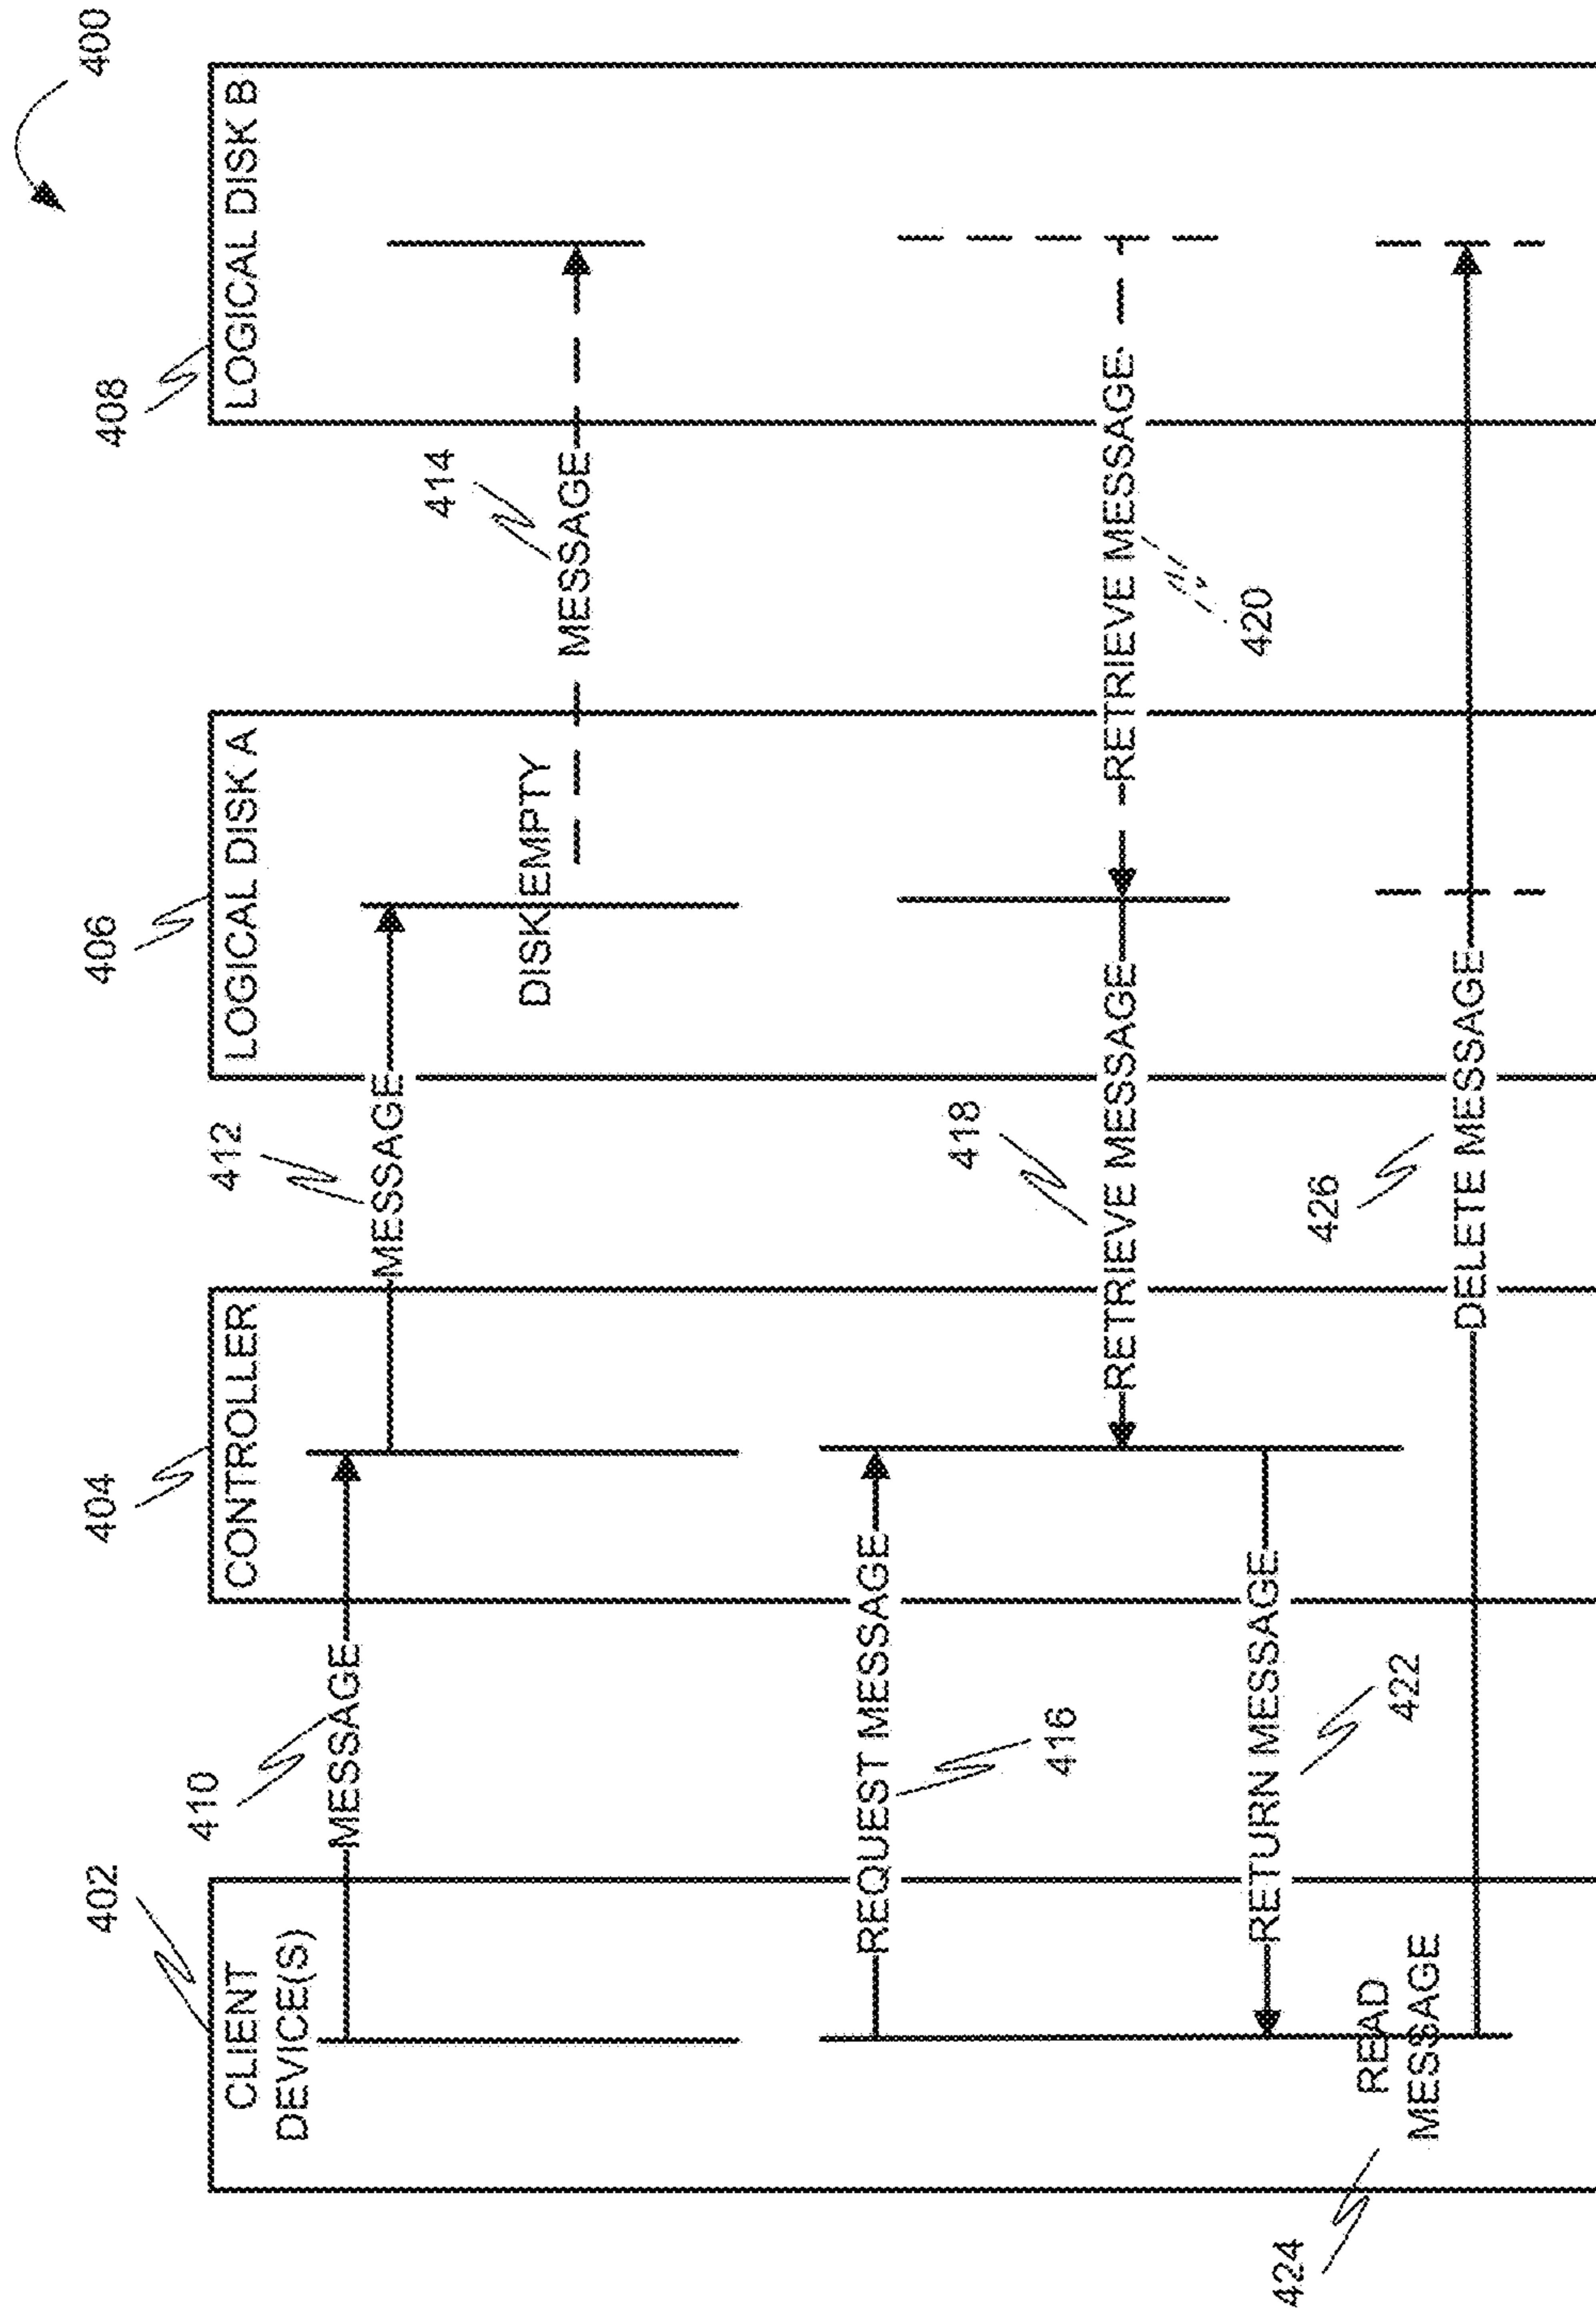 400
402
404
406
408
CLIENT
DEVICE(S)
CONTROLLER
LOGICAL DISK A
LOGICAL DISK B
410
MESSAGE
412
MESSAGE
414
MESSAGE
DISK EMPTY
REQUEST MESSAGE
416
418
RETRIEVE MESSAGE
RETRIEVE MESSAGE
420
RETURN MESSAGE
422
READ
MESSAGE
424
426
DELETE MESSAGE